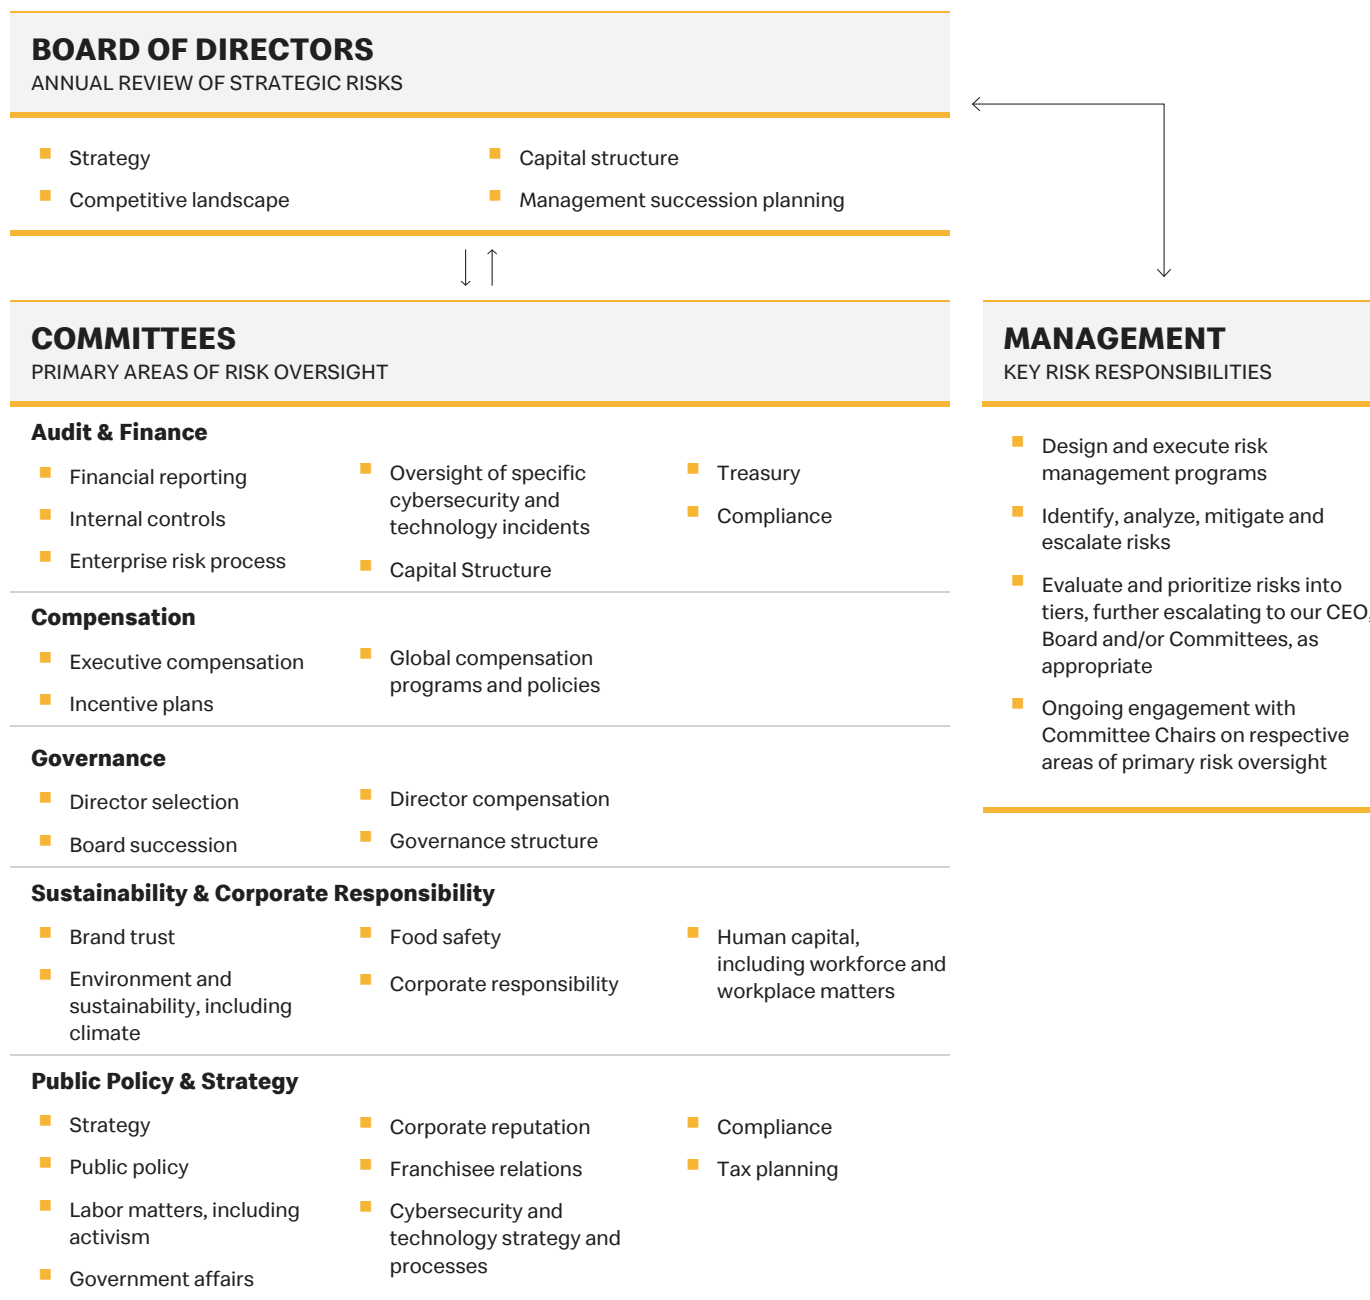 BOARD OF DIRECTORS
ANNUAL REVIEW OF STRATEGIC RISKS
Strategy
Competitive landscape
Capital structure
Management succession planning
COMMITTEES
PRIMARY AREAS OF RISK OVERSIGHT
Audit & Finance
Financial reporting
Internal controls
Enterprise risk process
Oversight of specific
cybersecurity and
technology incidents
Capital Structure
Treasury
Compliance
Compensation
Executive compensation
Incentive plans
Global compensation
programs and policies
Governance
Director selection
Board succession
Director compensation
Governance structure
Sustainability & Corporate Responsibility
Brand trust
Environment and
sustainability, including
climate
Food safety
Corporate responsibility
Human capital,
including workforce and
workplace matters
Public Policy & Strategy
Strategy
Public policy
Labor matters, including
activism
Government affairs
Corporate reputation
Franchisee relations
Cybersecurity and
technology strategy and
processes
Compliance
Tax planning
MANAGEMENT
KEY RISK RESPONSIBILITIES
Design and execute risk
management programs
Identify, analyze, mitigate and
escalate risks
Evaluate and prioritize risks into
tiers, further escalating to our CEO,
Board and/or Committees, as
appropriate
Ongoing engagement with
Committee Chairs on respective
areas of primary risk oversight